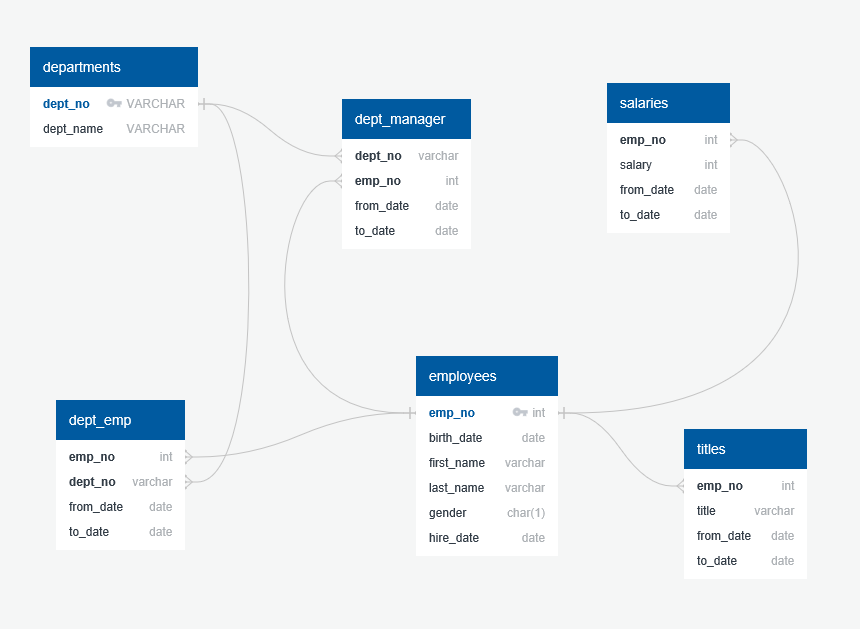 departments
dept_no VARCHAR
dept_name VARCHAR
dept_manager
dept_no varchar
emp_no int
from_date date
to_date date
salaries
emp_no int
salary int
from_date date
to_date date
dept_emp
emp_no int
dept_no varchar
from_date date
to_date date
employees
emp_no int
birth_date date
first_name varchar
last_name varchar
gender char(1)
hire_date date
titles
emp_no int
title varchar
from_date date
to_date date